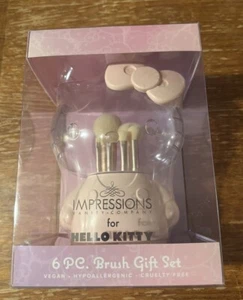 IMPRESSIONS
VANITY · COMPANY
for
HELLO KITTY
6 PC. Brush Gift Set
VEGAN - HYPOALLERGENIC - CRUELTY FREE